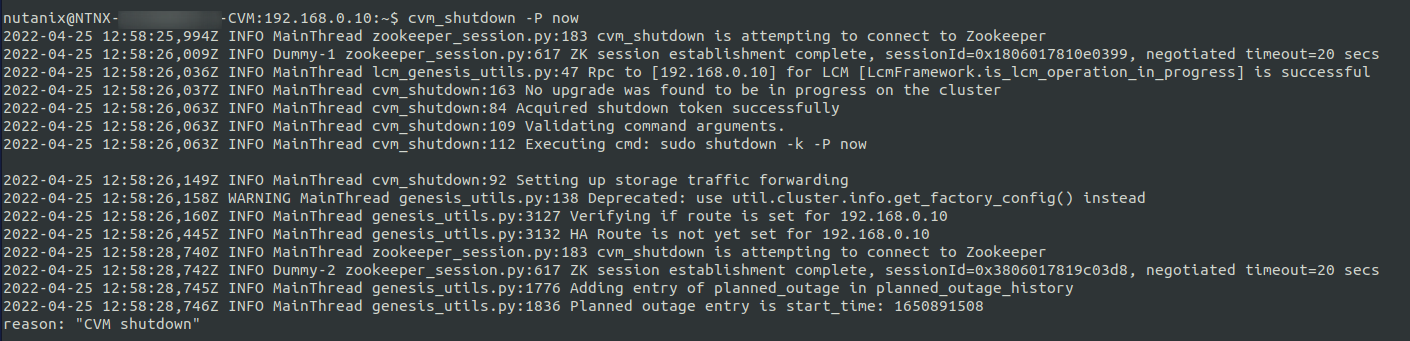 nutanix@NTNX- -CVM:192.168.0.10:~$ cvm_shutdown -P now
2022-04-25 12:58:25,994Z INFO MainThread zookeeper_session.py:183 cvm_shutdown is attempting to connect to Zookeeper
2022-04-25 12:58:26,009Z INFO Dummy-1 zookeeper_session.py:617 ZK session establishment complete, sessionId=0x1806017810e0399, negotiated timeout=20 secs
2022-04-25 12:58:26,036Z INFO MainThread lcm_genesis_utils.py:47 Rpc to [192.168.0.10] for LCM [LcmFramework.is_lcm_operation_in_progress] is successful
2022-04-25 12:58:26,037Z INFO MainThread cvm_shutdown:163 No upgrade was found to be in progress on the cluster
2022-04-25 12:58:26,063Z INFO MainThread cvm_shutdown:84 Acquired shutdown token successfully
2022-04-25 12:58:26,063Z INFO MainThread cvm_shutdown:109 Validating command arguments.
2022-04-25 12:58:26,063Z INFO MainThread cvm_shutdown:112 Executing cmd: sudo shutdown -k -P now
2022-04-25 12:58:26,149Z INFO MainThread cvm_shutdown:92 Setting up storage traffic forwarding
2022-04-25 12:58:26,158Z WARNING MainThread genesis_utils.py:138 Deprecated: use util.cluster.info.get_factory_config() instead
2022-04-25 12:58:26,160Z INFO MainThread genesis_utils.py:3127 Verifying if route is set for 192.168.0.10
2022-04-25 12:58:26,445Z INFO MainThread genesis_utils.py:3132 HA Route is not yet set for 192.168.0.10
2022-04-25 12:58:28,740Z INFO MainThread zookeeper_session.py:183 cvm_shutdown is attempting to connect to Zookeeper
2022-04-25 12:58:28,742Z INFO Dummy-2 zookeeper_session.py:617 ZK session establishment complete, sessionId=0x3806017819c03d8, negotiated timeout=20 secs
2022-04-25 12:58:28,745Z INFO MainThread genesis_utils.py:1776 Adding entry of planned_outage in planned_outage_history
2022-04-25 12:58:28,746Z INFO MainThread genesis_utils.py:1836 Planned outage entry is start_time: 1650891508
reason: "CVM shutdown"